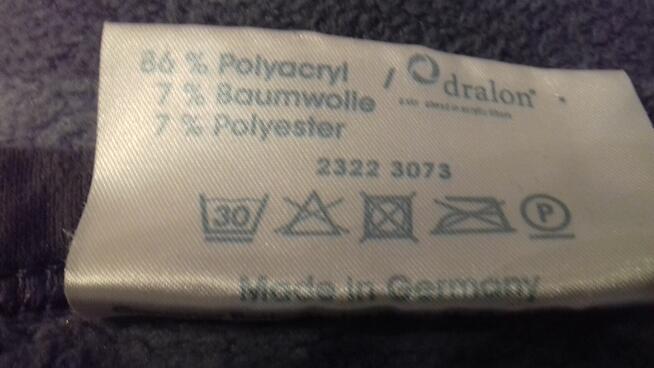 86 % Polyacryl / dralon®
7 % Baumwolle
7 % Polyester
2322 3073
30
P
Made in Germany